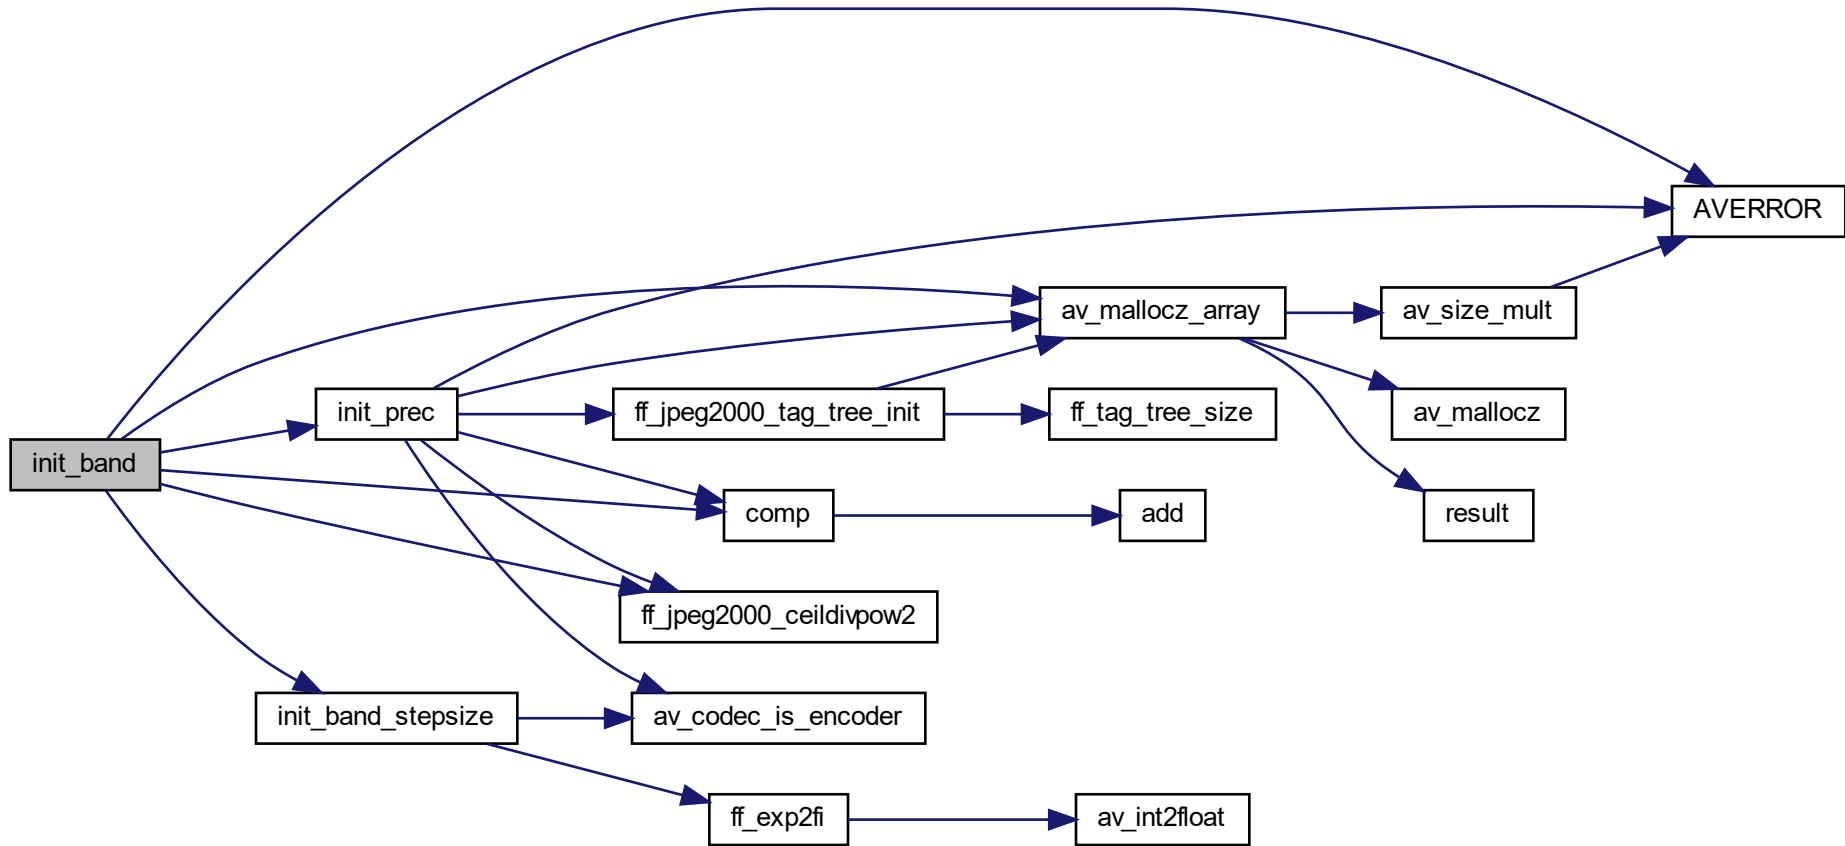 AVERROR
av_mallocz_array
av_size_mult
init_prec
ff_jpeg2000_tag_tree_init
ff_tag_tree_size
av_mallocz
init_band
comp
add
result
ff_jpeg2000_ceildivpow2
init_band_stepsize
av_codec_is_encoder
ff_exp2fi
av_int2float